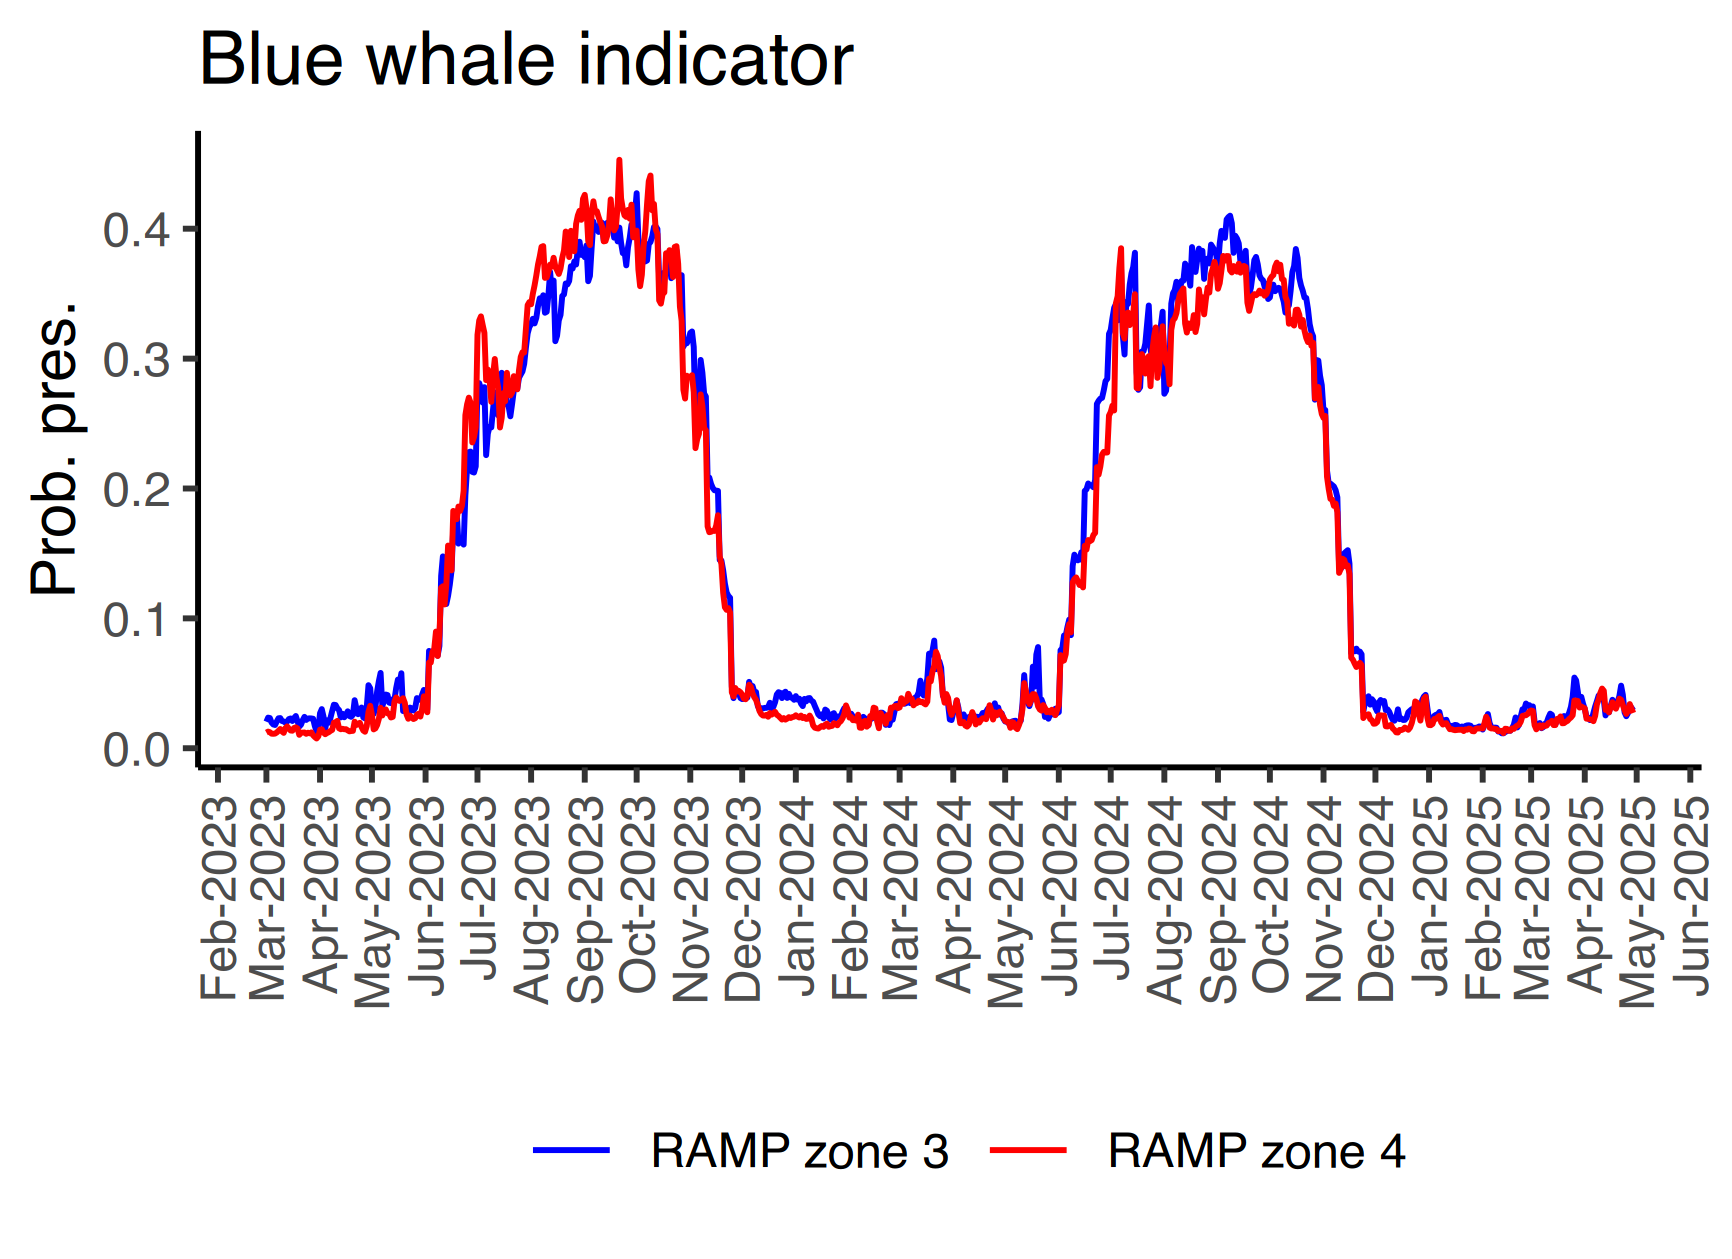 Blue whale indicator
Prob. pres.
0.4
0.3
0.2
0.1
0.0
Feb-2023
Mar-2023
Apr-2023
May-2023
Jun-2023
Jul-2023
Aug-2023
Sep-2023
Oct-2023
Nov-2023
Dec-2023
Jan-2024
Feb-2024
Mar-2024
Apr-2024
May-2024
Jun-2024
Jul-2024
Aug-2024
Sep-2024
Oct-2024
Nov-2024
Dec-2024
Jan-2025
Feb-2025
Mar-2025
Apr-2025
May-2025
Jun-2025
RAMP zone 3
RAMP zone 4